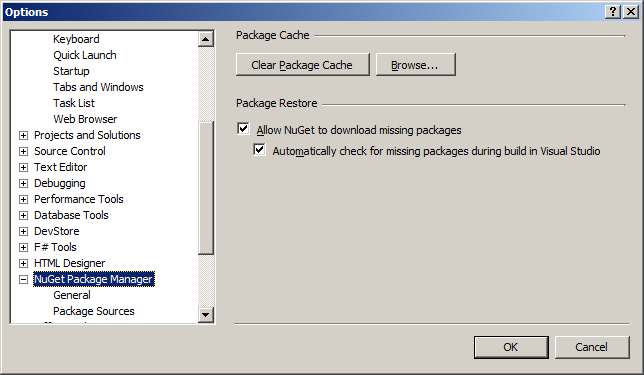 Options
Keyboard
Quick Launch
Startup
Tabs and Windows
Task List
Web Browser
Projects and Solutions
Source Control
Text Editor
Debugging
Performance Tools
Database Tools
DevStore
F# Tools
HTML Designer
NuGet Package Manager
General
Package Sources
Package Cache
Clear Package Cache Browse...
Package Restore
Allow NuGet to download missing packages
Automatically check for missing packages during build in Visual Studio
OK Cancel